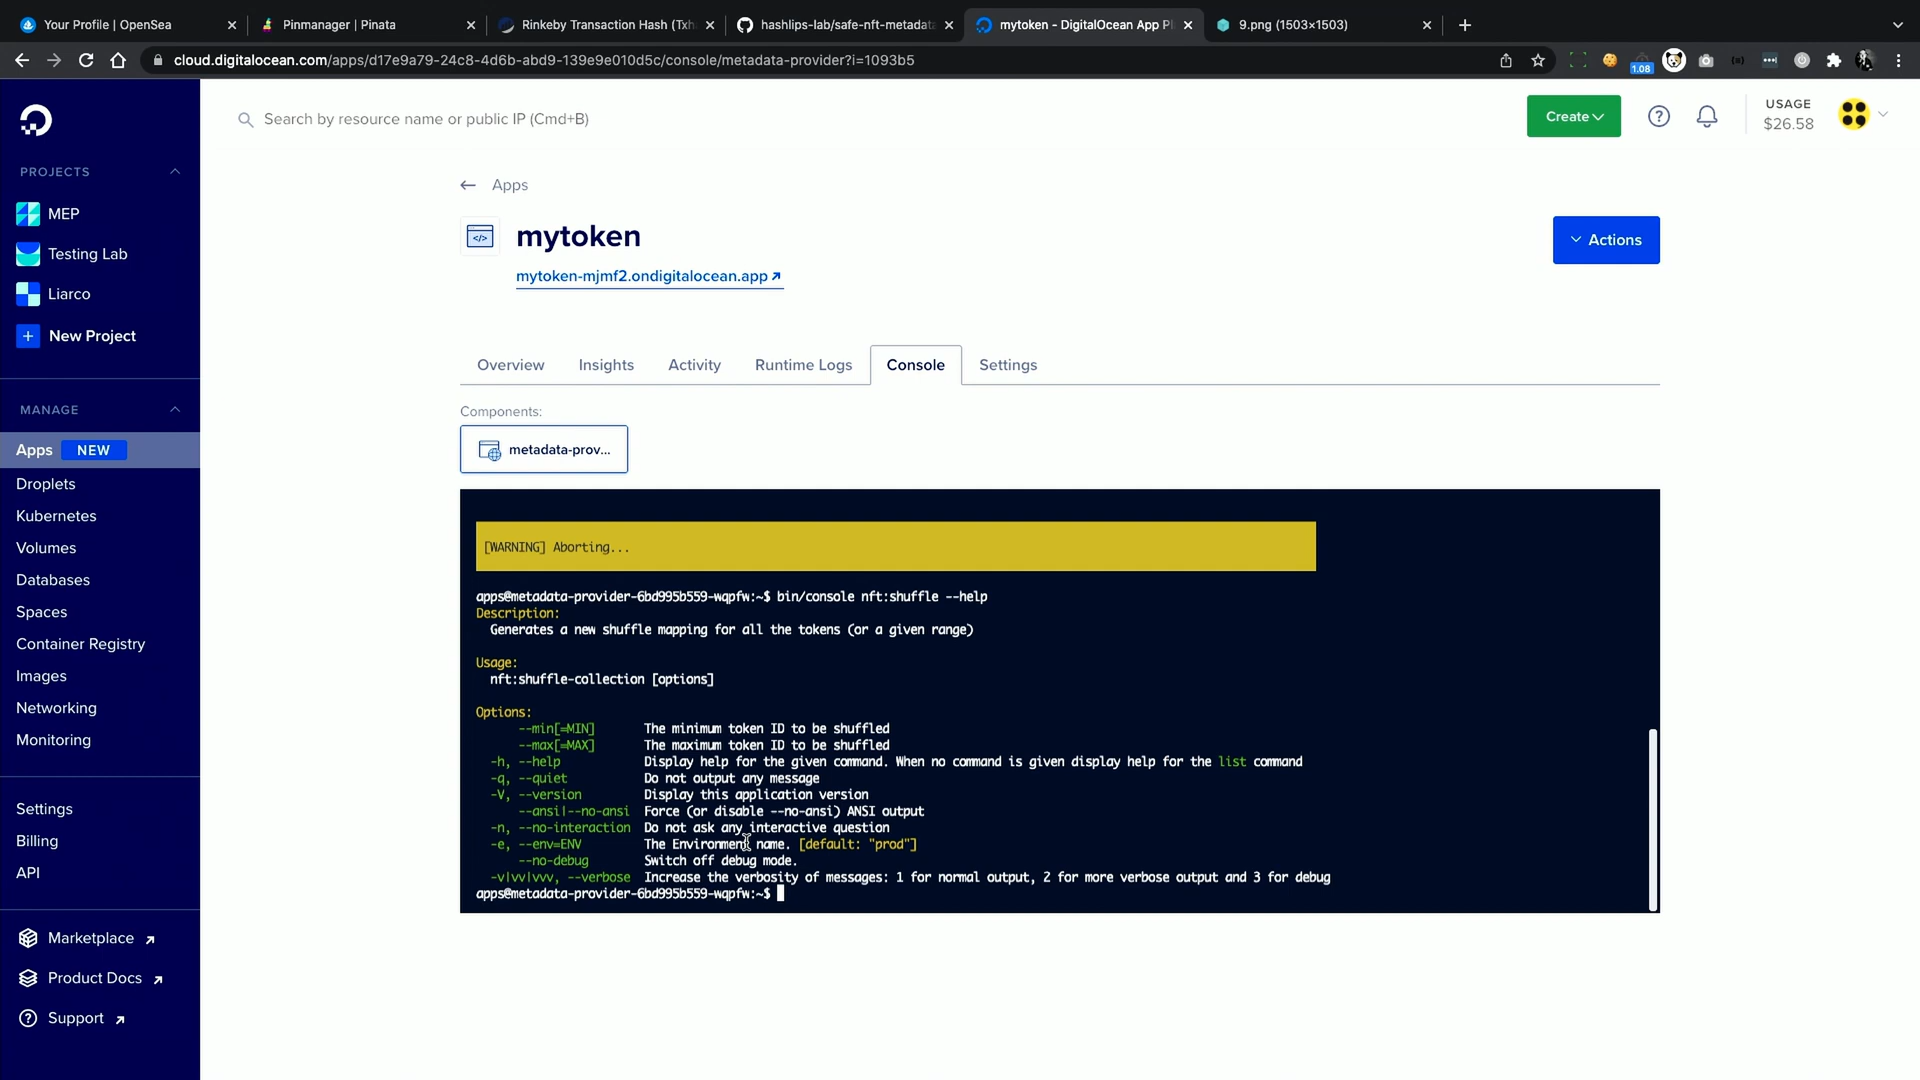 Your Profile | OpenSea
Pinmanager | Pinata
Rinkeby Transaction Hash (Txh
hashlips-lab/safe-nft-metadata
mytoken - DigitalOcean App Pl
9.png (1503×1503)
cloud.digitalocean.com/apps/d17e9a79-24c8-4d6b-abd9-139e9e010d5c/console/metadata-provider?i=1093b5
1.08
Search by resource name or public IP (Cmd+B)
Create
USAGE
$26.58
PROJECTS
MEP
Testing Lab
Liarco
New Project
MANAGE
Apps NEW
Droplets
Kubernetes
Volumes
Databases
Spaces
Container Registry
Images
Networking
Monitoring
Settings
Billing
API
Marketplace
Product Docs
Support
Apps
mytoken
mytoken-mjmf2.ondigitalocean.app
Actions
Overview
Insights
Activity
Runtime Logs
Console
Settings
Components:
metadata-prov...
[WARNING] Aborting...
apps@metadata-provider-6bd995b559-wqpfw:~$ bin/console nft:shuffle --help
Description:
Generates a new shuffle mapping for all the tokens (or a given range)
Usage:
nft:shuffle-collection [options]
Options:
--min[=MIN] The minimum token ID to be shuffled
--max[=MAX] The maximum token ID to be shuffled
-h, --help Display help for the given command. When no command is given display help for the list command
-q, --quiet Do not output any message
-V, --version Display this application version
--ansi|--no-ansi Force (or disable --no-ansi) ANSI output
-n, --no-interaction Do not ask any interactive question
-e, --env=ENV The Environment name. [default: "prod"]
--no-debug Switch off debug mode.
-v|vv|vvv, --verbose Increase the verbosity of messages: 1 for normal output, 2 for more verbose output and 3 for debug
apps@metadata-provider-6bd995b559-wqpfw:~$